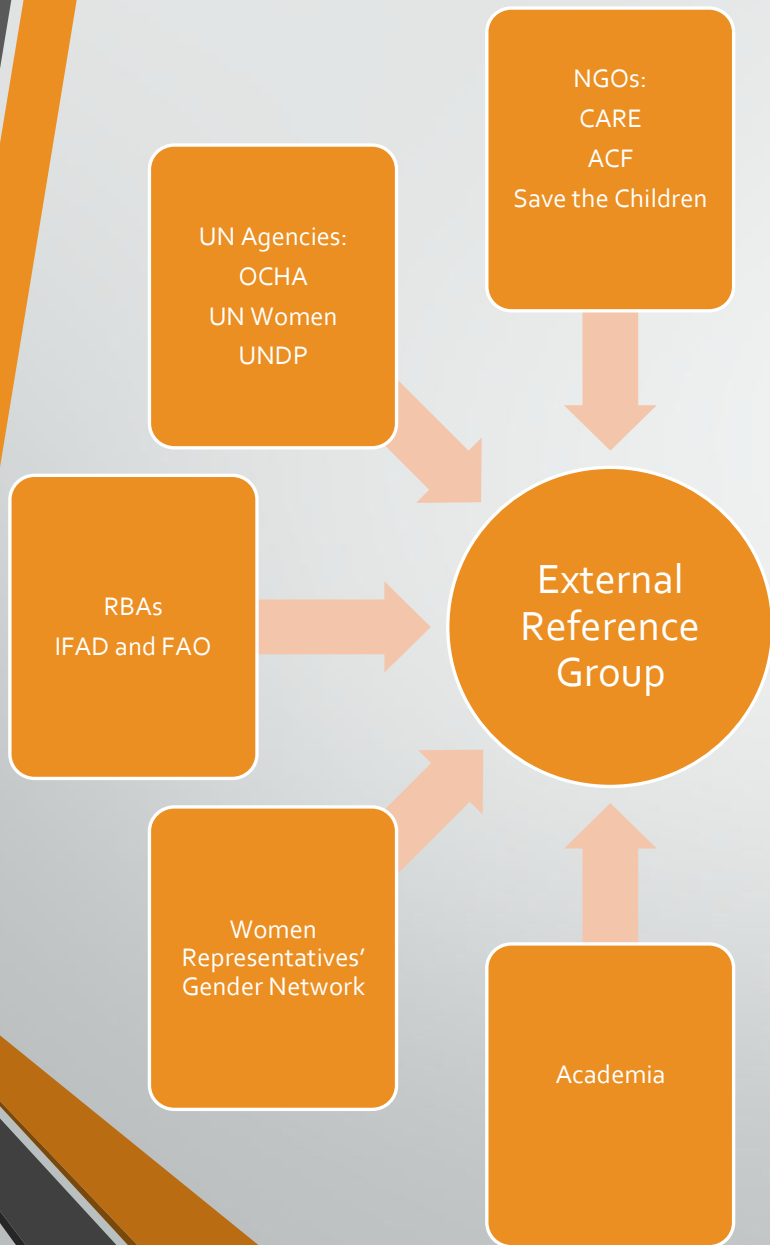 NGOs:
CARE
ACF
Save the Children
UN Agencies:
OCHA
UN Women
UNDP
RBAs
IFAD and FAO
External
Reference
Group
Women
Representatives’
Gender Network
Academia